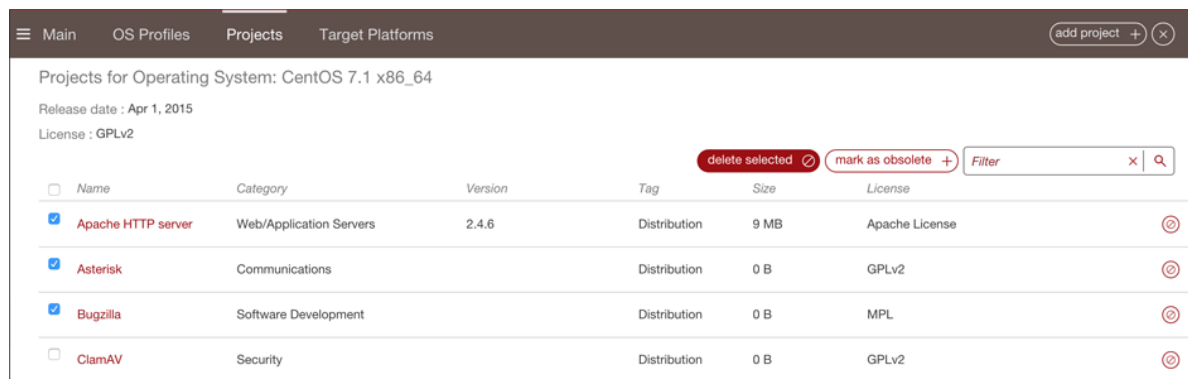 Main OS Profiles Projects Target Platforms add project +
Projects for Operating System: CentOS 7.1 x86_64
Release date : Apr 1, 2015
License : GPLv2
delete selected mark as obsolete + Filter
Name Category Version Tag Size License
Apache HTTP server Web/Application Servers 2.4.6 Distribution 9 MB Apache License
Asterisk Communications Distribution 0 B GPLv2
Bugzilla Software Development Distribution 0 B MPL
ClamAV Security Distribution 0 B GPLv2